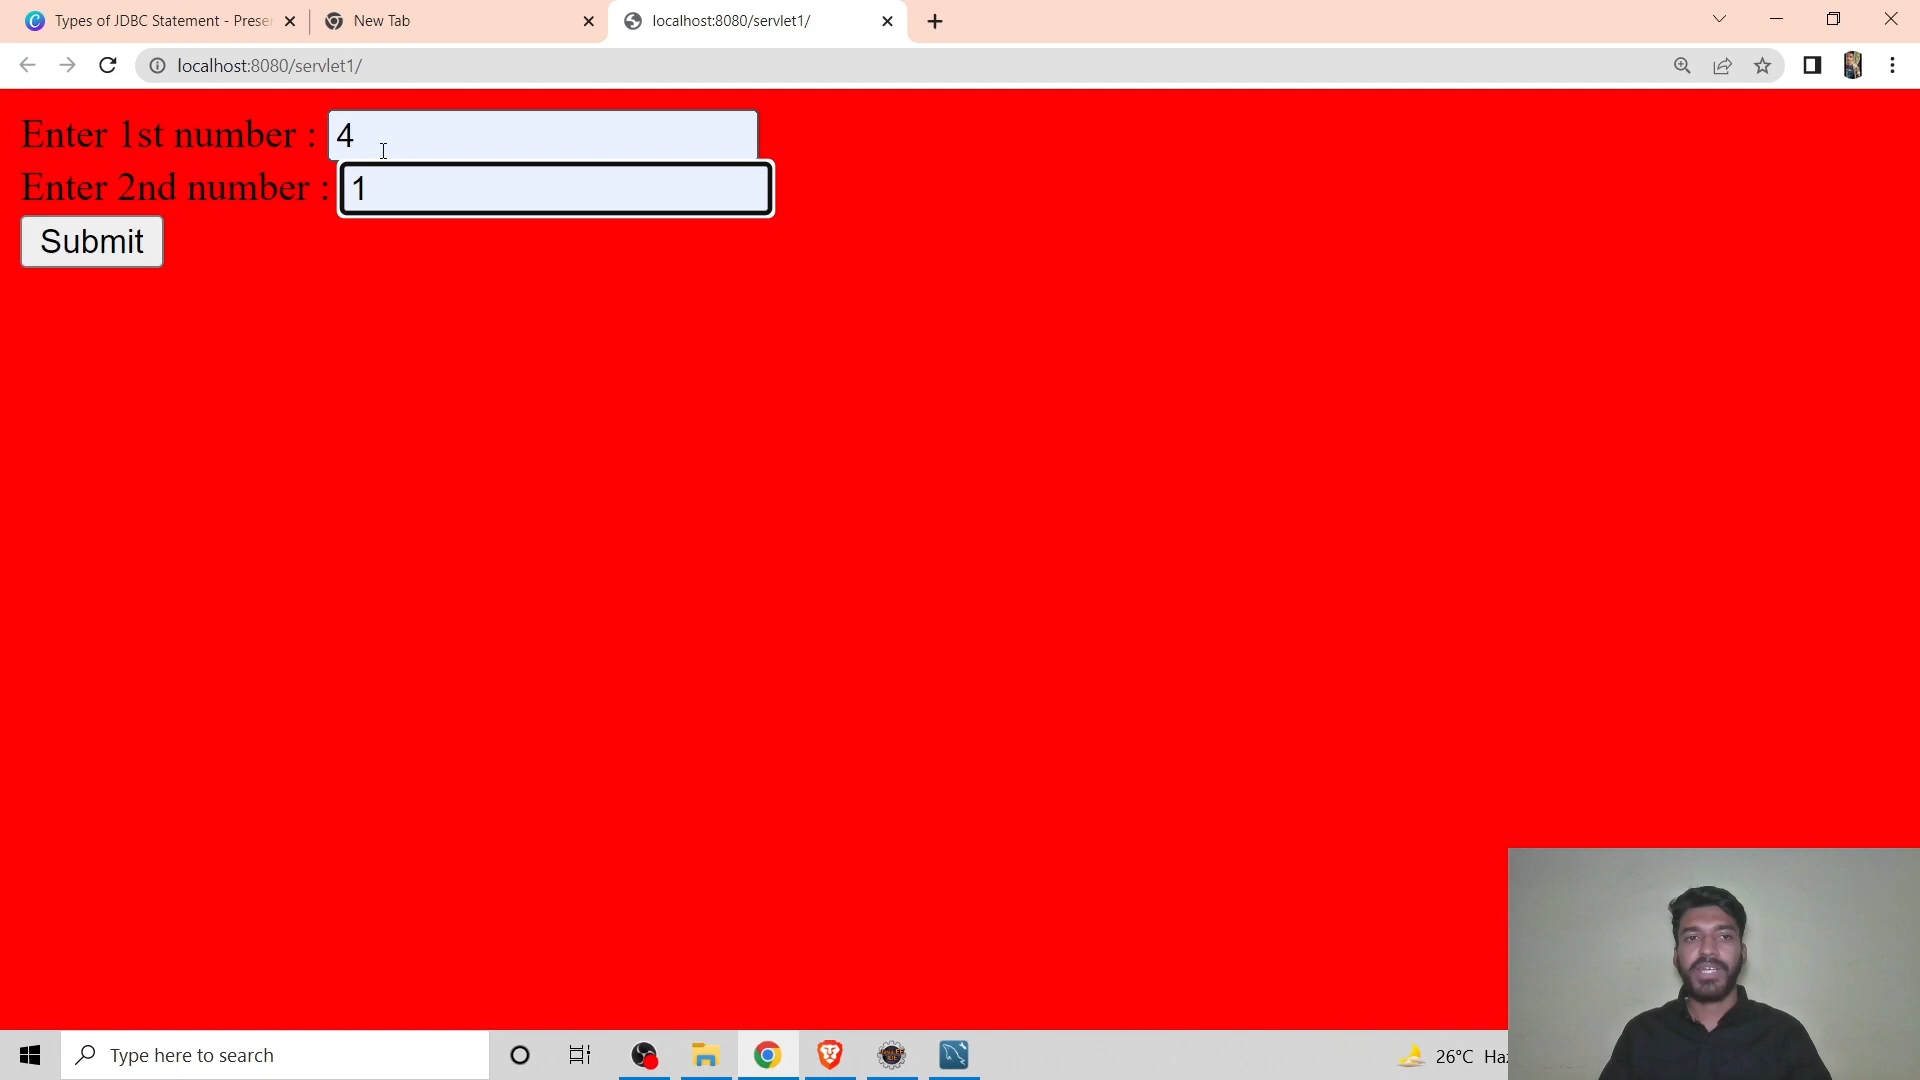 Types of JDBC Statement - Prese
New Tab
localhost:8080/servlet1/
localhost:8080/servlet1/
Enter 1st number : 4
Enter 2nd number : 1
Submit
Type here to search
26°C Ha